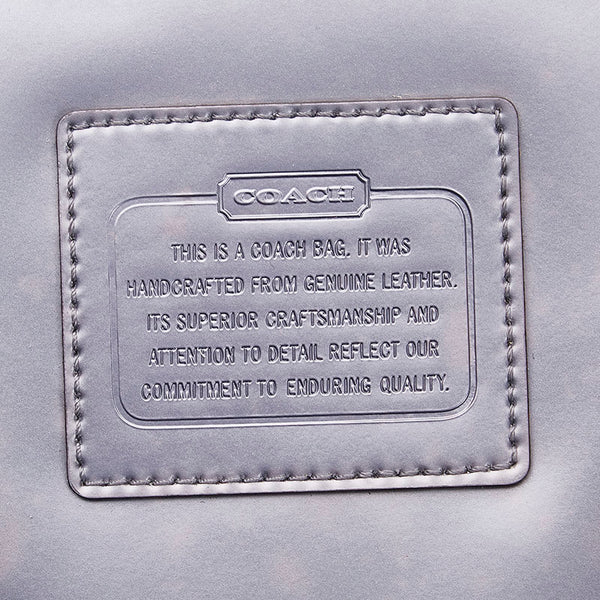 COACH
THIS IS A COACH BAG. IT WAS
HANDCRAFTED FROM GENUINE LEATHER.
ITS SUPERIOR CRAFTSMANSHIP AND
ATTENTION TO DETAIL REFLECT OUR
COMMITMENT TO ENDURING QUALITY.